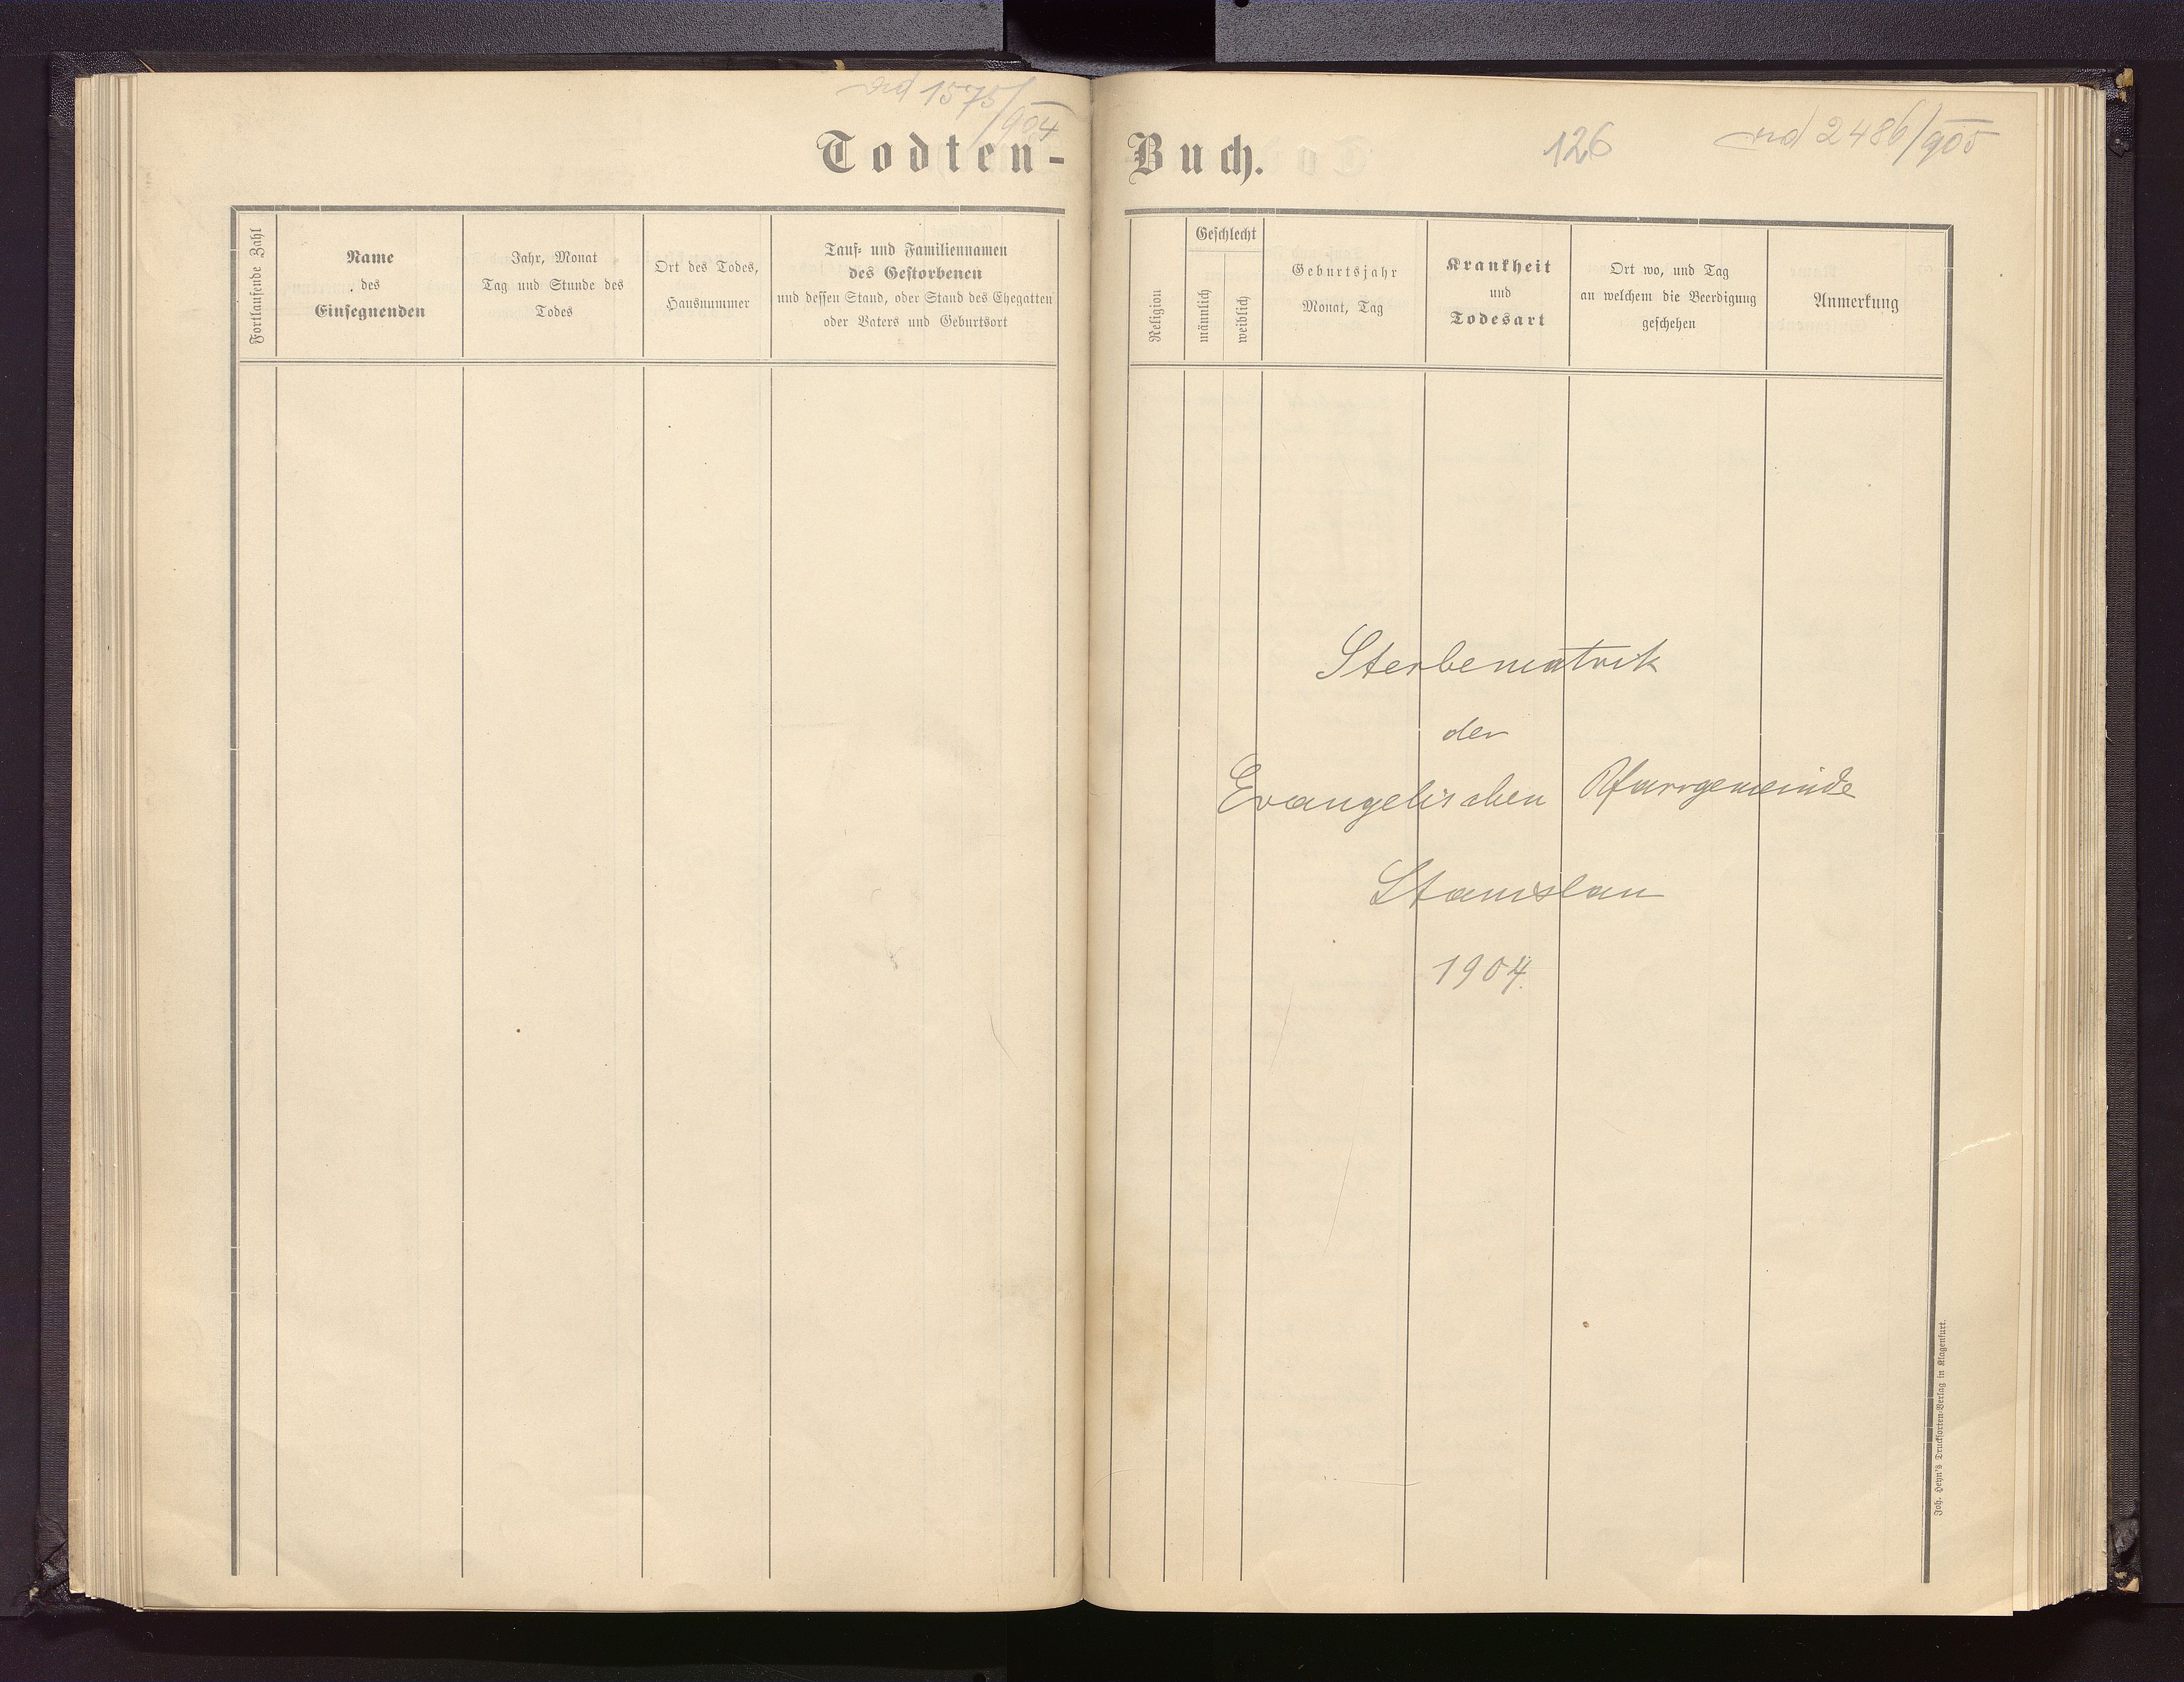 ad 1575/904
Todten-
Fortlaufende Zahl
Name
des
Einsegnenden
Jahr, Monat
Tag und Stunde des
Todes
Ort des Todes,
Hausnummer
Tauf- und Familiennamen
des Gestorbenen
und dessen Stand, oder Stand des Ehegatten
oder Vaters und Geburtsort
Buch.
126
ad 2486/905
Religion
Geschlecht
männlich
weiblich
Geburtsjahr
Monat, Tag
Krankheit
und
Todesart
Ort wo, und Tag
an welchem die Beerdigung
geschehen
Anmerkung
Sterbematrik
der
Evangelischen Pfarrgemeinde
Stanislau
1904.
Joh. Heyn's Drucksorten-Verlag in Klagenfurt.